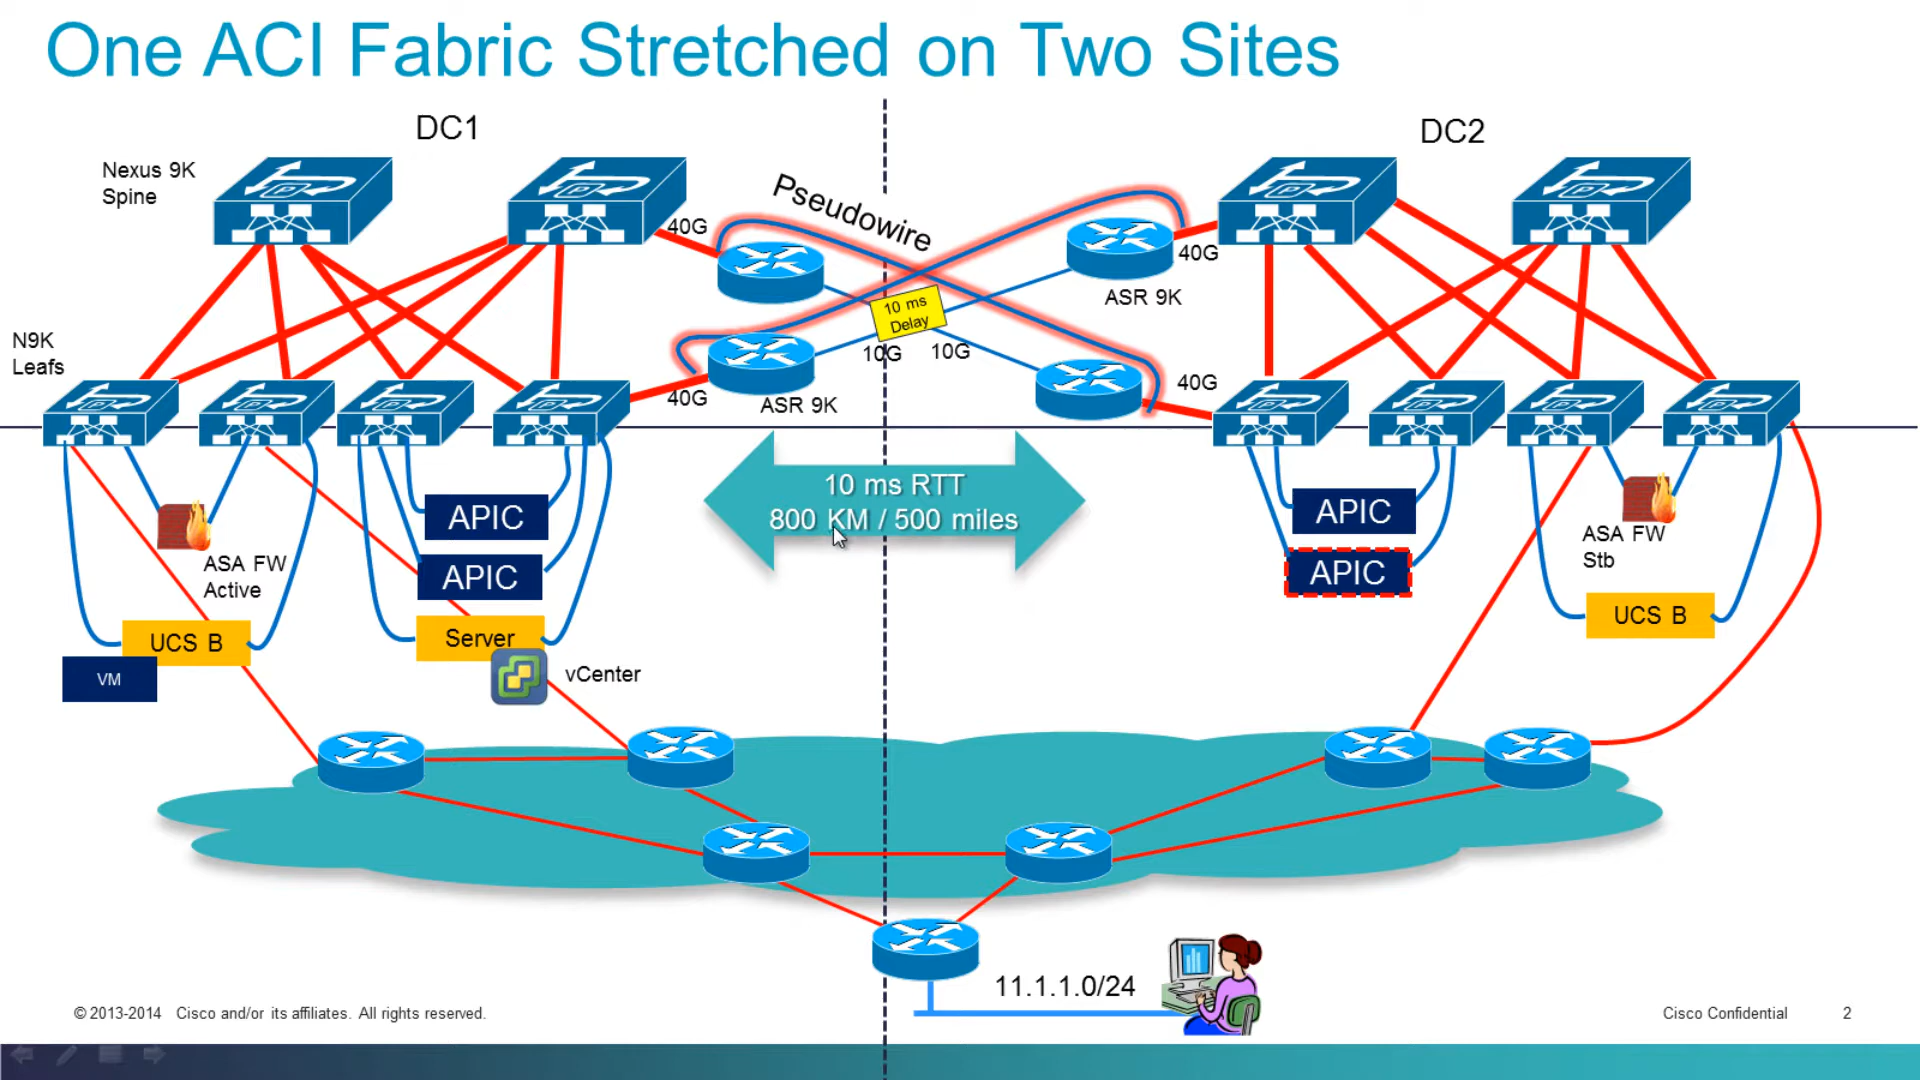 One ACI Fabric Stretched on Two Sites
DC1
DC2
Nexus 9K
Spine
Pseudowire
40G
40G
ASR 9K
10 ms
Delay
N9K
Leafs
10G
10G
40G
40G
ASR 9K
10 ms RTT
800 KM / 500 miles
APIC
APIC
ASA FW
Active
APIC
APIC
ASA FW
Stb
UCS B
VM
Server
vCenter
UCS B
11.1.1.0/24
© 2013-2014 Cisco and/or its affiliates. All rights reserved.
Cisco Confidential
2